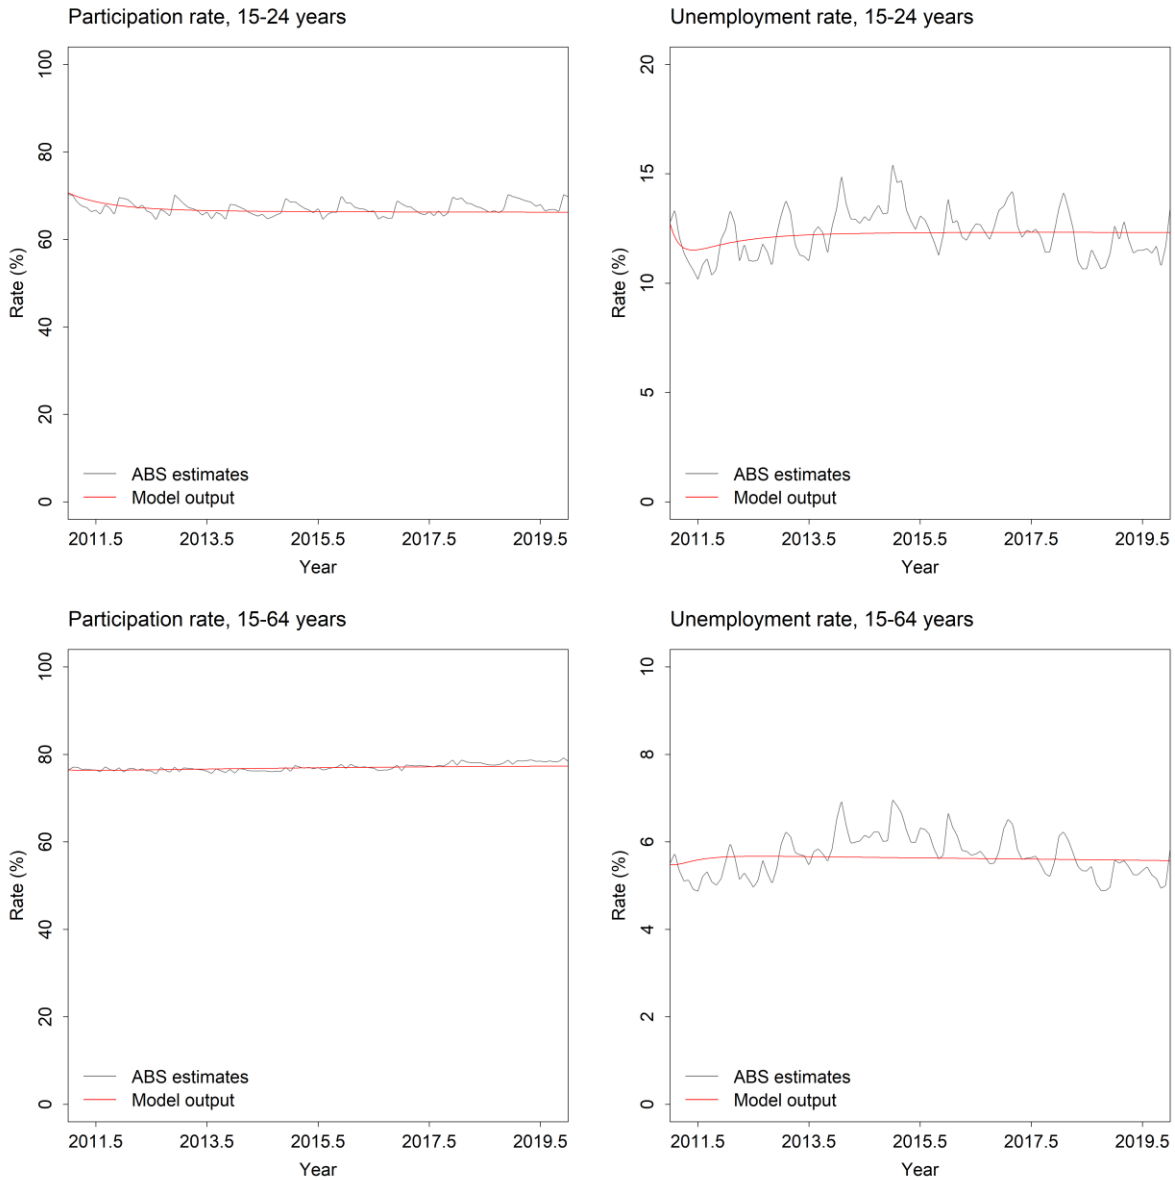 Participation rate, 15-24 years
Rate (%)
100
80
60
40
20
0
ABS estimates
Model output
2011.5 2013.5 2015.5 2017.5 2019.5
Year
Unemployment rate, 15-24 years
Rate (%)
20
15
10
5
0
ABS estimates
Model output
2011.5 2013.5 2015.5 2017.5 2019.5
Year
Participation rate, 15-64 years
Rate (%)
100
80
60
40
20
0
ABS estimates
Model output
2011.5 2013.5 2015.5 2017.5 2019.5
Year
Unemployment rate, 15-64 years
Rate (%)
10
8
6
4
2
0
ABS estimates
Model output
2011.5 2013.5 2015.5 2017.5 2019.5
Year